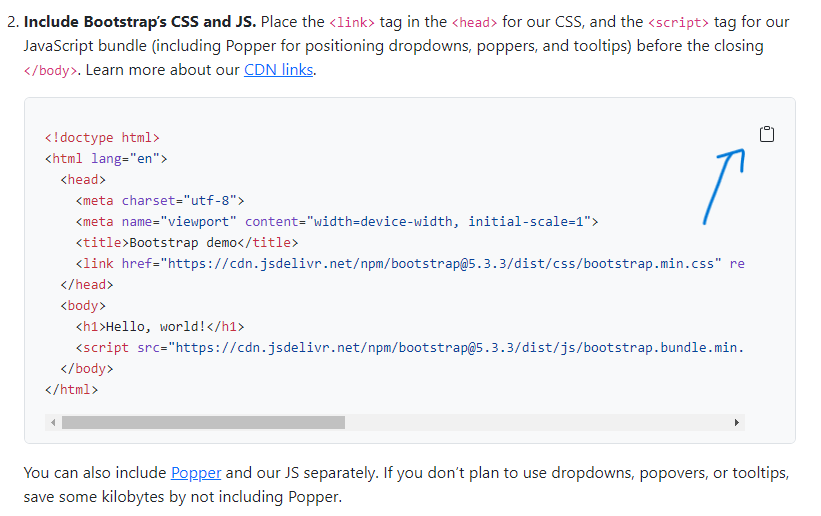 2. Include Bootstrap’s CSS and JS. Place the <link> tag in the <head> for our CSS, and the <script> tag for our
JavaScript bundle (including Popper for positioning dropdowns, poppers, and tooltips) before the closing
</body>. Learn more about our CDN links.
<!doctype html>
<html lang="en">
  <head>
    <meta charset="utf-8">
    <meta name="viewport" content="width=device-width, initial-scale=1">
    <title>Bootstrap demo</title>
    <link href="https://cdn.jsdelivr.net/npm/bootstrap@5.3.3/dist/css/bootstrap.min.css" re
  </head>
  <body>
    <h1>Hello, world!</h1>
    <script src="https://cdn.jsdelivr.net/npm/bootstrap@5.3.3/dist/js/bootstrap.bundle.min.
  </body>
</html>
You can also include Popper and our JS separately. If you don’t plan to use dropdowns, popovers, or tooltips,
save some kilobytes by not including Popper.